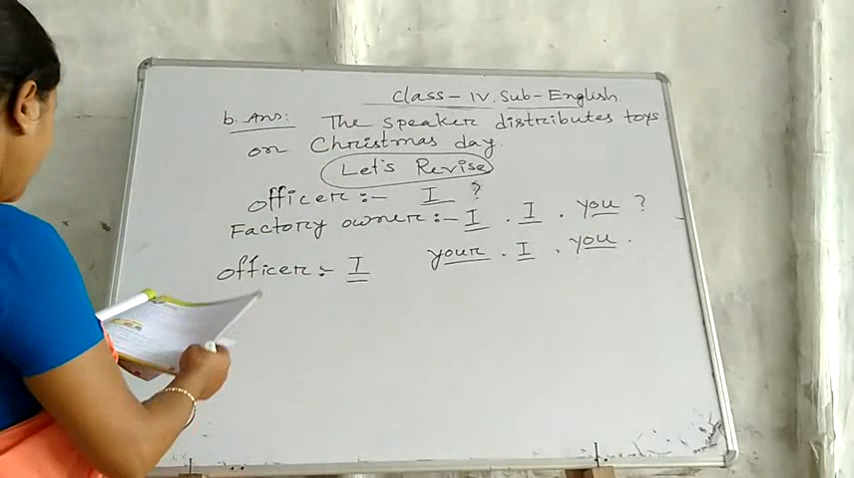 Class - IV. Sub - English.
b. Ans: The speaker distributes toys
on Christmas day
Let's Revise
officer :- I ?
Factory owner :- I . I . you ?
officer :- I your . I . you .